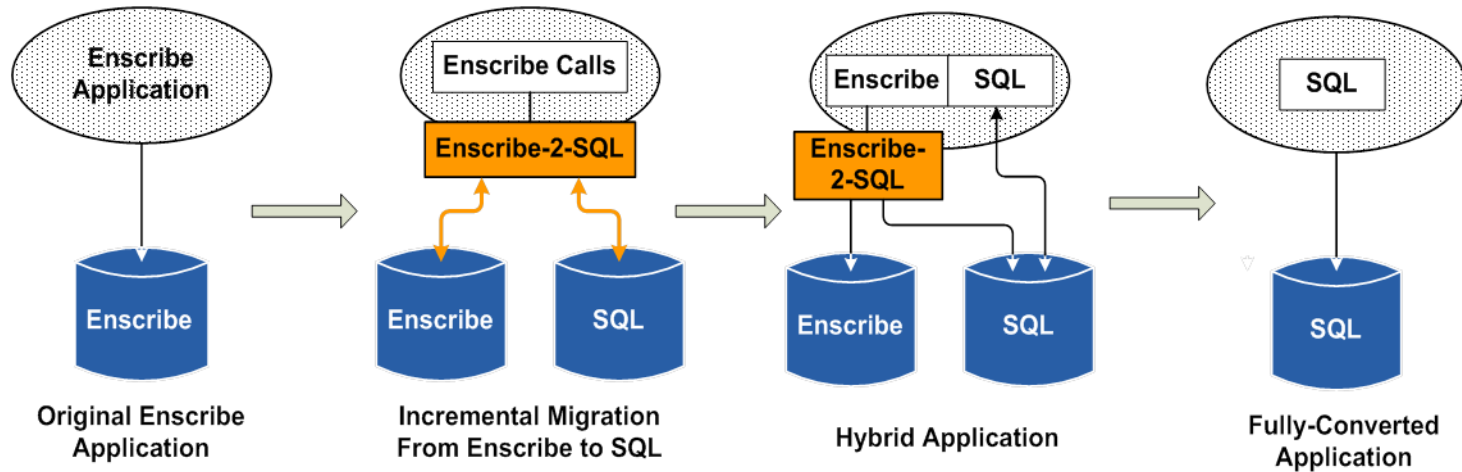 Enscribe
Application
Enscribe
Original Enscribe
Application
Enscribe Calls
Enscribe-2-SQL
Enscribe
SQL
Incremental Migration
From Enscribe to SQL
Enscribe
SQL
Enscribe-
2-SQL
Enscribe
SQL
Hybrid Application
SQL
SQL
Fully-Converted
Application